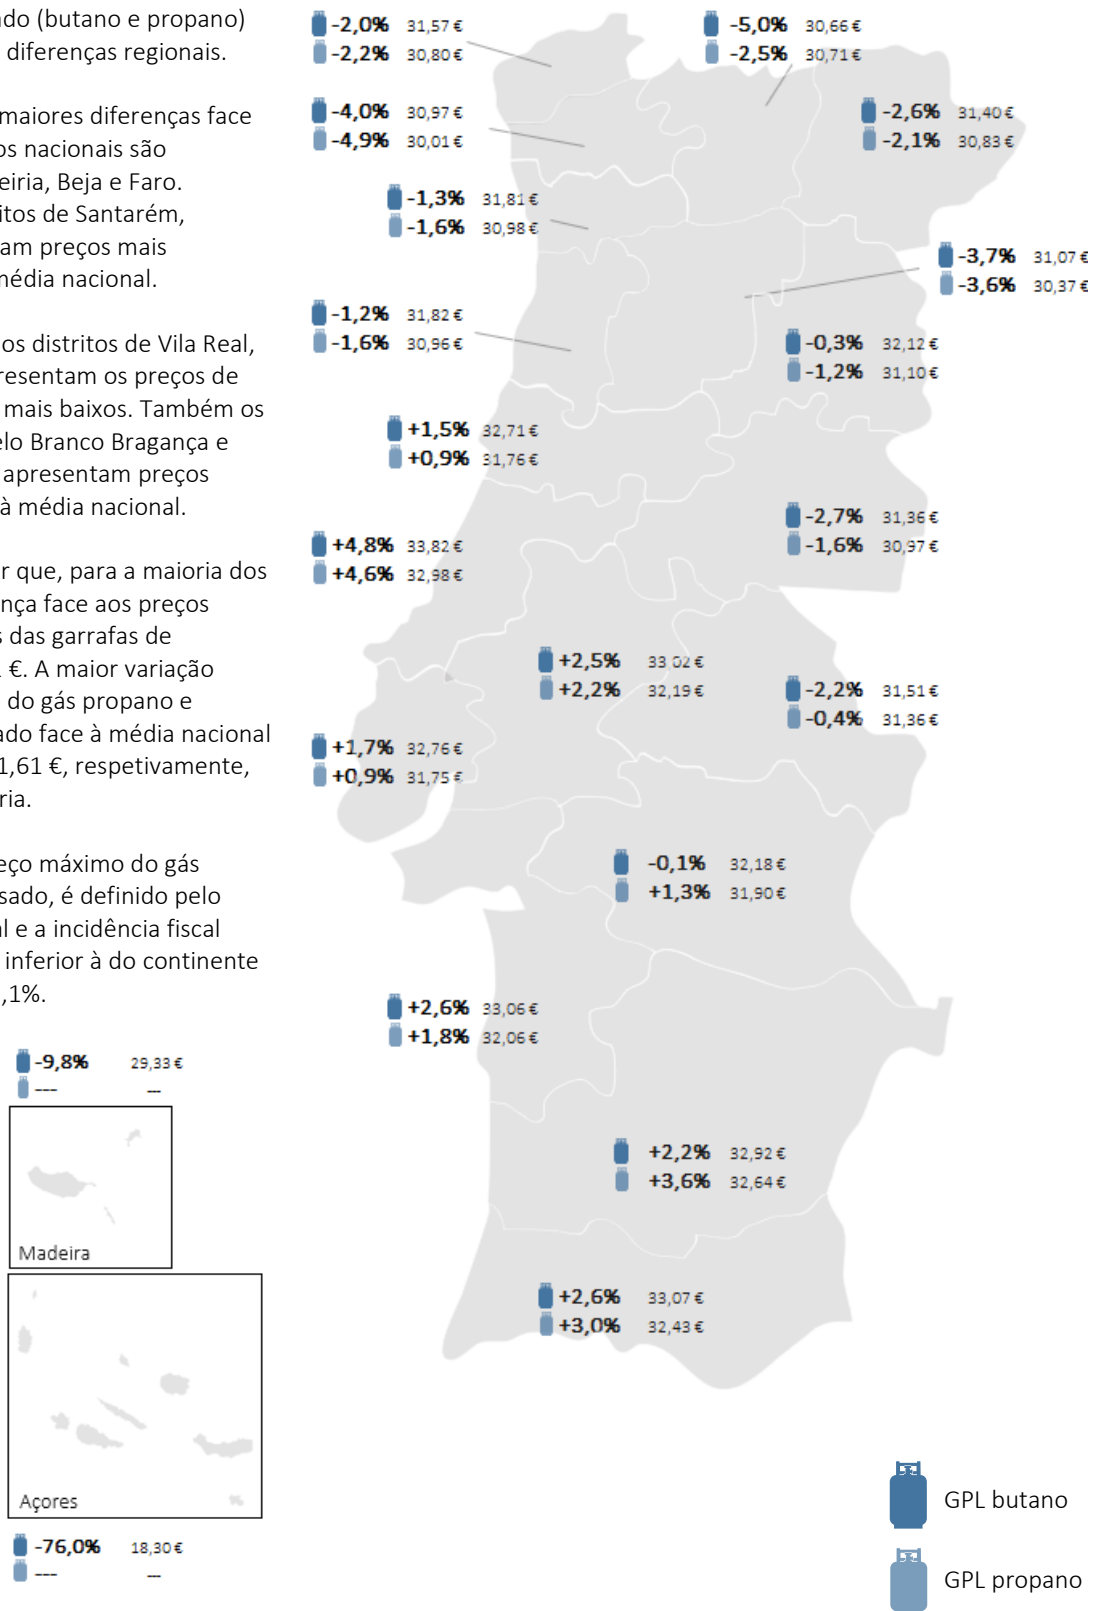 do (butano e propano)
diferenças regionais.
maiores diferenças face
os nacionais são
eiria, Beja e Faro.
itos de Santarém,
am preços mais
média nacional.
os distritos de Vila Real,
presentam os preços de
mais baixos. Também os
elo Branco Bragança e
apresentam preços
à média nacional.
r que, para a maioria dos
nça face aos preços
s das garrafas de
€. A maior variação
do gás propano e
ado face à média nacional
1,61 €, respetivamente,
ria.
eço máximo do gás
sado, é definido pelo
l e a incidência fiscal
inferior à do continente
,1%.
-2,0% 31,57 €
-2,2% 30,80 €
-5,0% 30,66 €
-2,5% 30,71 €
-4,0% 30,97 €
-4,9% 30,01 €
-2,6% 31,40 €
-2,1% 30,83 €
-1,3% 31,81 €
-1,6% 30,98 €
-3,7% 31,07 €
-3,6% 30,37 €
-1,2% 31,82 €
-1,6% 30,96 €
-0,3% 32,12 €
-1,2% 31,10 €
+1,5% 32,71 €
+0,9% 31,76 €
-2,7% 31,36 €
-1,6% 30,97 €
+4,8% 33,82 €
+4,6% 32,98 €
+2,5% 33,02 €
+2,2% 32,19 €
-2,2% 31,51 €
-0,4% 31,36 €
+1,7% 32,76 €
+0,9% 31,75 €
-0,1% 32,18 €
+1,3% 31,90 €
+2,6% 33,06 €
+1,8% 32,06 €
-9,8% 29,33 €
--- ---
Madeira
+2,2% 32,92 €
+3,6% 32,64 €
+2,6% 33,07 €
+3,0% 32,43 €
Açores
-76,0% 18,30 €
--- ---
GPL butano
GPL propano